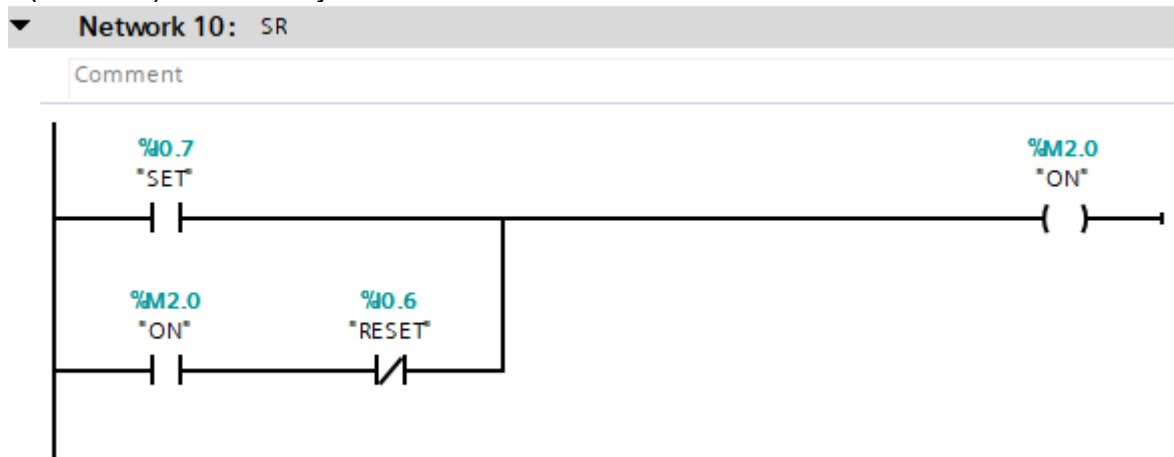 Network 10: SR
Comment
%I0.7
"SET"
%M2.0
"ON"
%M2.0
"ON"
%I0.6
"RESET"